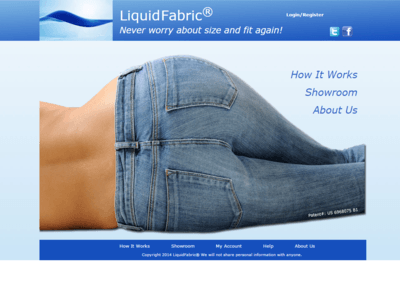 LiquidFabric®
Login/Register
Never worry about size and fit again!
How It Works
Showroom
About Us
Patent#: US 6968075 B1
How It Works Showroom My Account Help About Us
Copyright 2014 LiquidFabric® We will not share personal information with anyone.